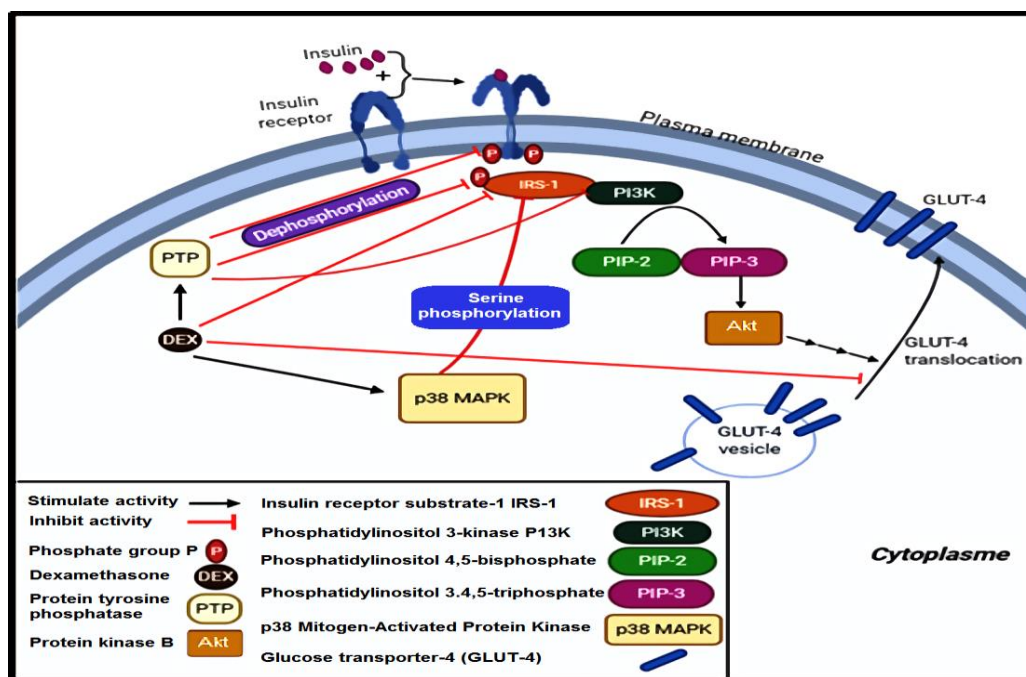 Insulin
+
Insulin
receptor
Plasma membrane
P
P
P
IRS-1
PI3K
GLUT-4
Dephosphorylation
PTP
PIP-2
PIP-3
Serine
phosphorylation
DEX
Akt
GLUT-4
translocation
p38 MAPK
GLUT-4
vesicle
Stimulate activity
Inhibit activity
Phosphate group P
P
Dexamethasone
DEX
Protein tyrosine
phosphatase
PTP
Protein kinase B
Akt
Insulin receptor substrate-1 IRS-1
IRS-1
Phosphatidylinositol 3-kinase P13K
PI3K
Phosphatidylinositol 4,5-bisphosphate
PIP-2
Phosphatidylinositol 3.4,5-triphosphate
PIP-3
p38 Mitogen-Activated Protein Kinase
p38 MAPK
Glucose transporter-4 (GLUT-4)
Cytoplasme